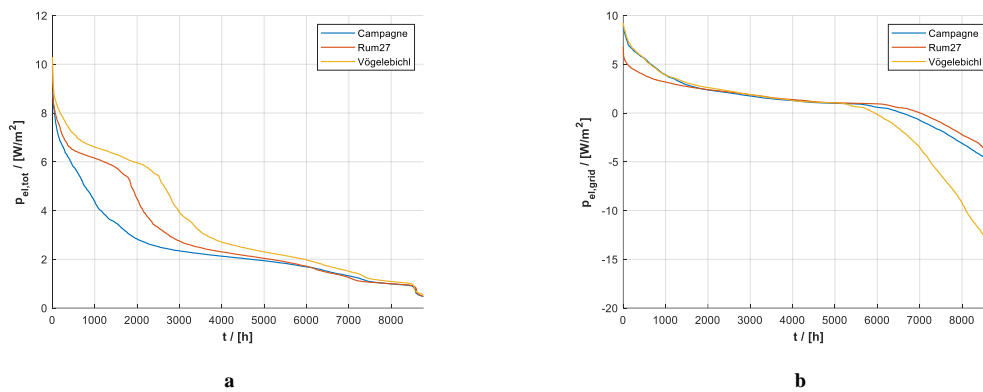 12
10
8
6
4
2
0
0 1000 2000 3000 4000 5000 6000 7000 8000
t / [h]
p_el,tot / [W/m²]
Campagne
Rum27
Vögelebichl
a
10
5
0
-5
-10
-15
-20
0 1000 2000 3000 4000 5000 6000 7000 8000
t / [h]
p_el,grid / [W/m²]
Campagne
Rum27
Vögelebichl
b